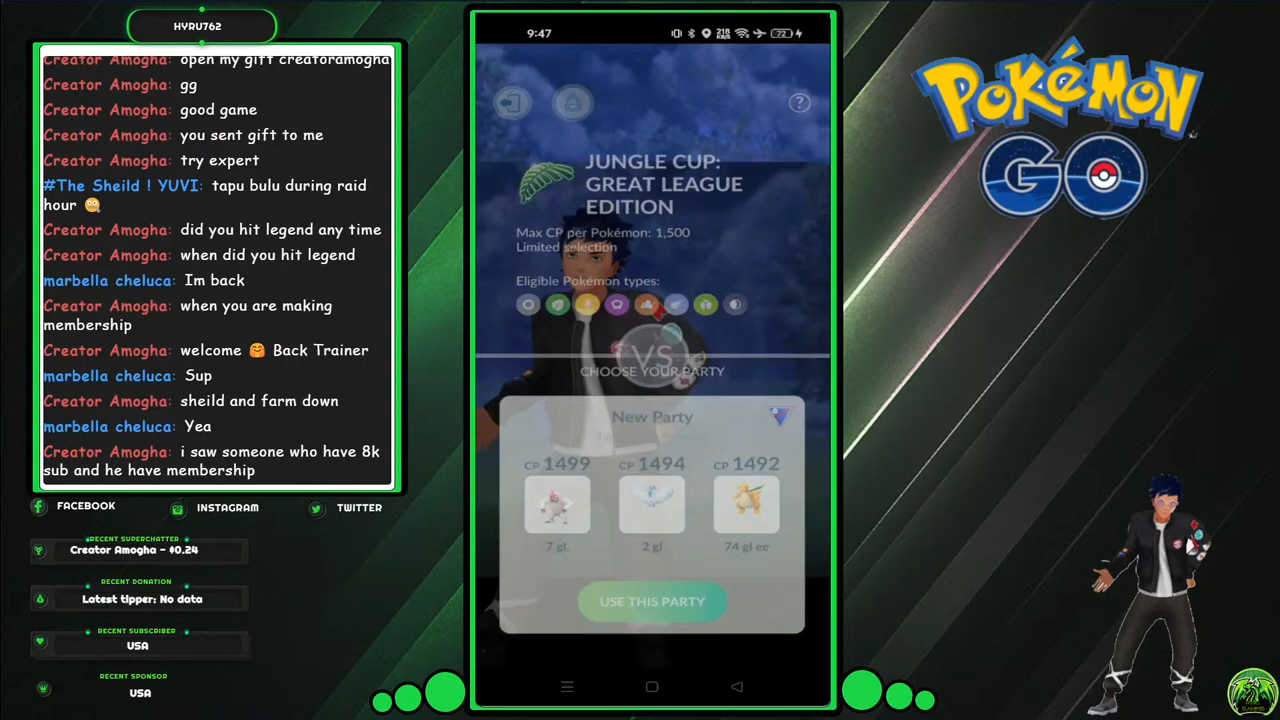 HYRU762
Creator Amogha: open my gift creatoramogha
Creator Amogha: gg
Creator Amogha: good game
Creator Amogha: you sent gift to me
Creator Amogha: try expert
#The Sheild ! YUVI: tapu bulu during raid
hour
Creator Amogha: did you hit legend any time
Creator Amogha: when did you hit legend
marbella cheluca: Im back
Creator Amogha: when you are making
membership
Creator Amogha: welcome 🤗 Back Trainer
marbella cheluca: Sup
Creator Amogha: sheild and farm down
marbella cheluca: Yea
Creator Amogha: i saw someone who have 8k
sub and he have membership
FACEBOOK INSTAGRAM TWITTER
RECENT SUPERCHATTER
Creator Amogha - $0.24
RECENT DONATION
Latest tipper: No data
RECENT SUBSCRIBER
USA
RECENT SPONSOR
USA
9:47
218 KB/S
72
?
JUNGLE CUP:
GREAT LEAGUE
EDITION
Max CP per Pokémon: 1,500
Limited selection
Eligible Pokémon types:
VS
CHOOSE YOUR PARTY
New Party
CP 1499 CP 1494 CP 1492
7 gl. 2 gl 74 gl ee
USE THIS PARTY
POKÉMON
GO